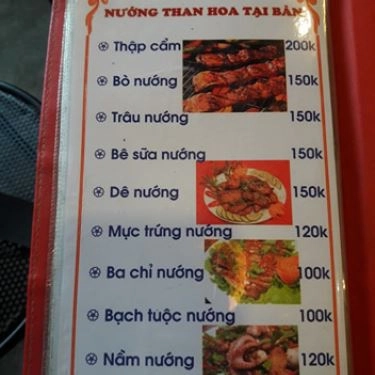 NƯỚNG THAN HOA TẠI BÀN
Thập cẩm 200k
Bò nướng 150k
Trâu nướng 150k
Bê sữa nướng 150k
Dê nướng 150k
Mực trứng nướng 120k
Ba chỉ nướng 100k
Bạch tuộc nướng 100k
Nầm nướng 120k